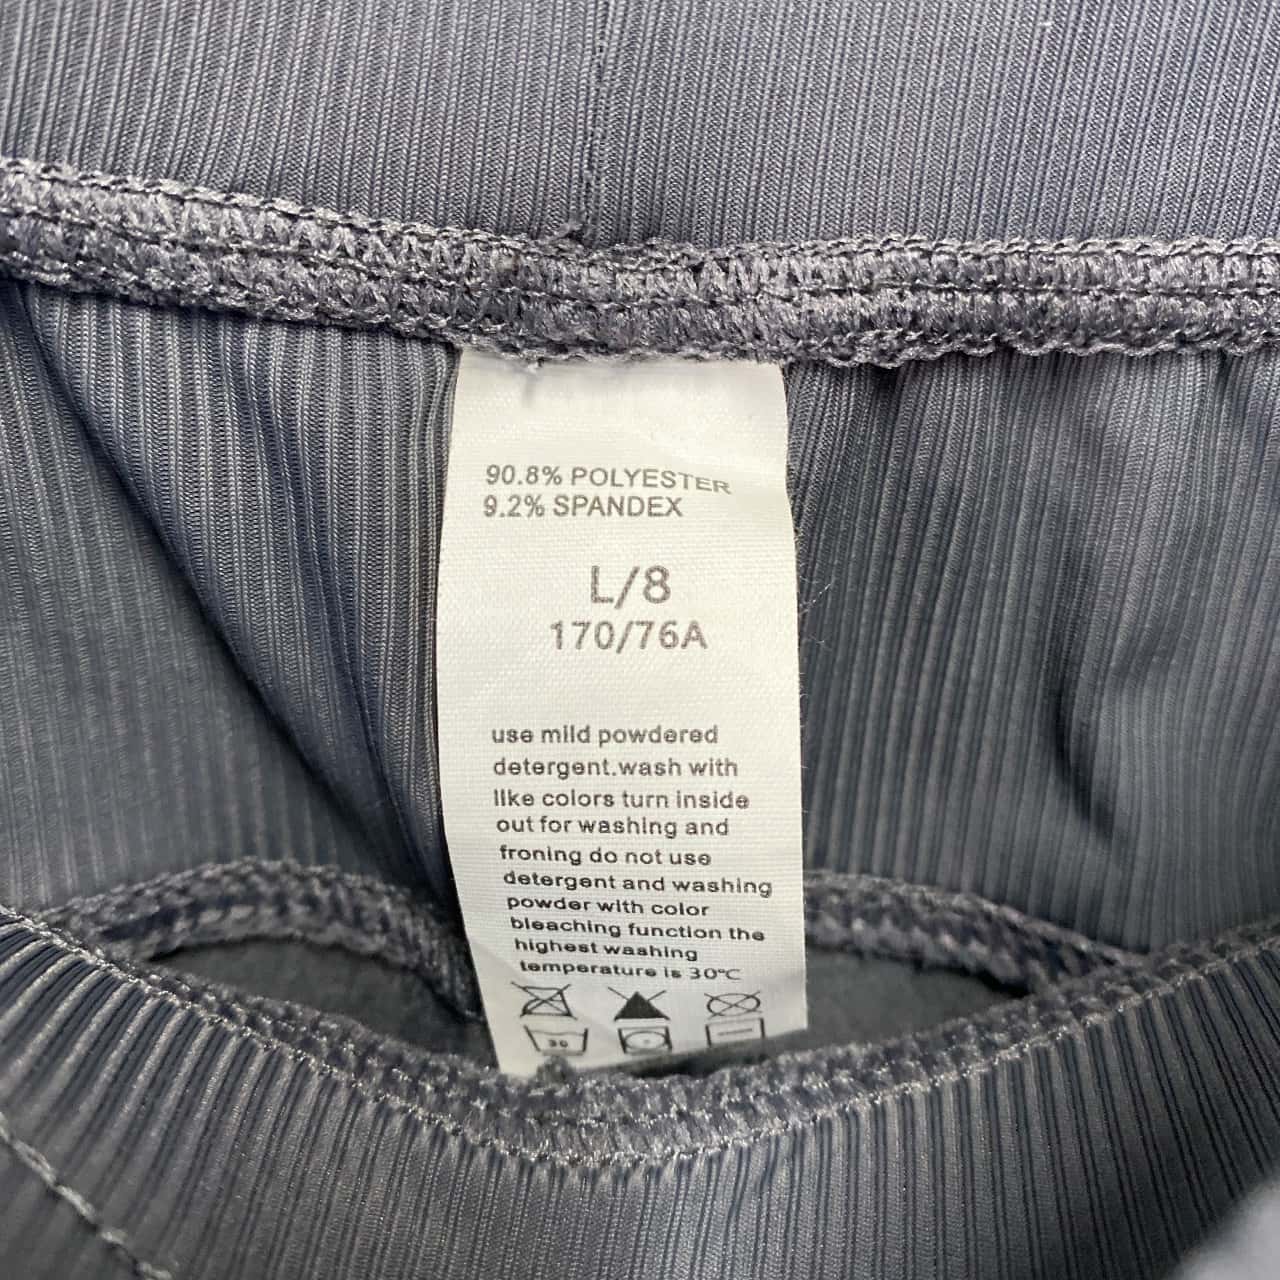 90.8% POLYESTER
9.2% SPANDEX
L/8
170/76A
use mild powdered
detergent.wash with
like colors turn inside
out for washing and
froning do not use
detergent and washing
powder with color
bleaching function the
highest washing
temperature is 30°C
30